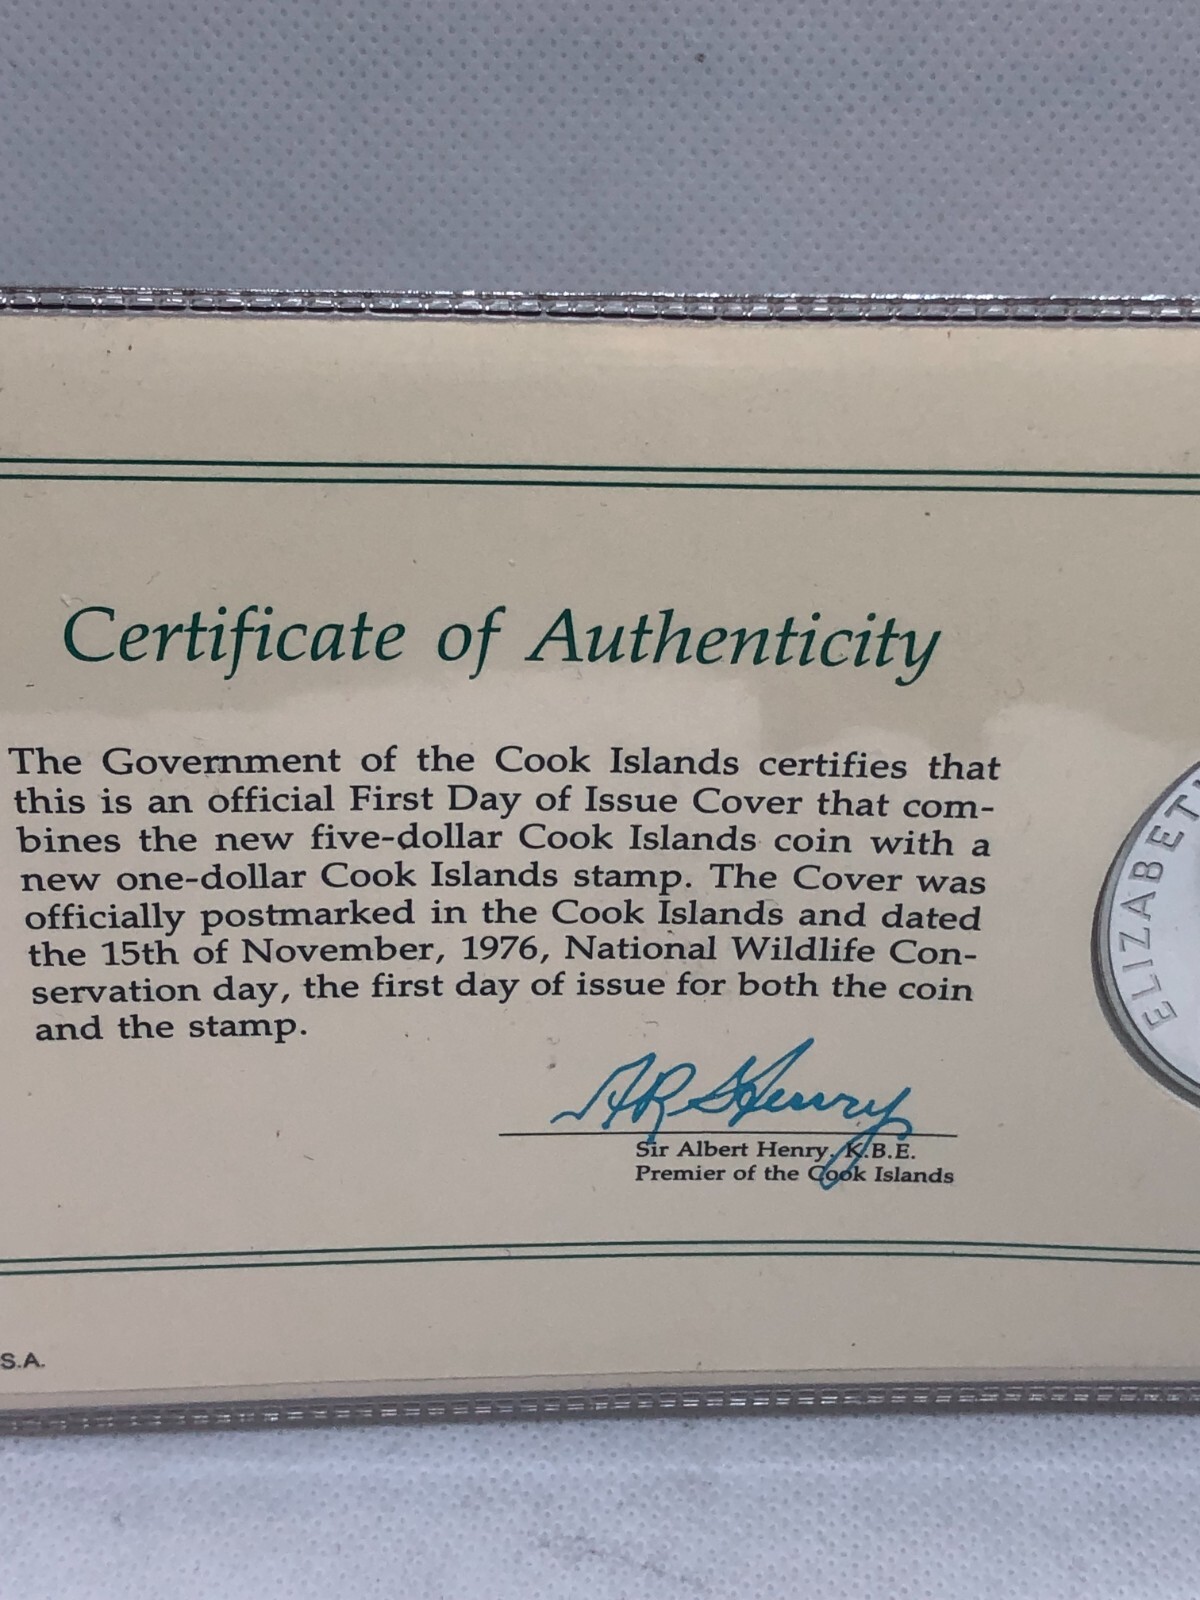 Certificate of Authenticity
The Government of the Cook Islands certifies that
this is an official First Day of Issue Cover that com-
bines the new five-dollar Cook Islands coin with a
new one-dollar Cook Islands stamp. The Cover was
officially postmarked in the Cook Islands and dated
the 15th of November, 1976, National Wildlife Con-
servation day, the first day of issue for both the coin
and the stamp.
ELIZABETH
Sir Albert Henry, K.B.E.
Premier of the Cook Islands
S.A.